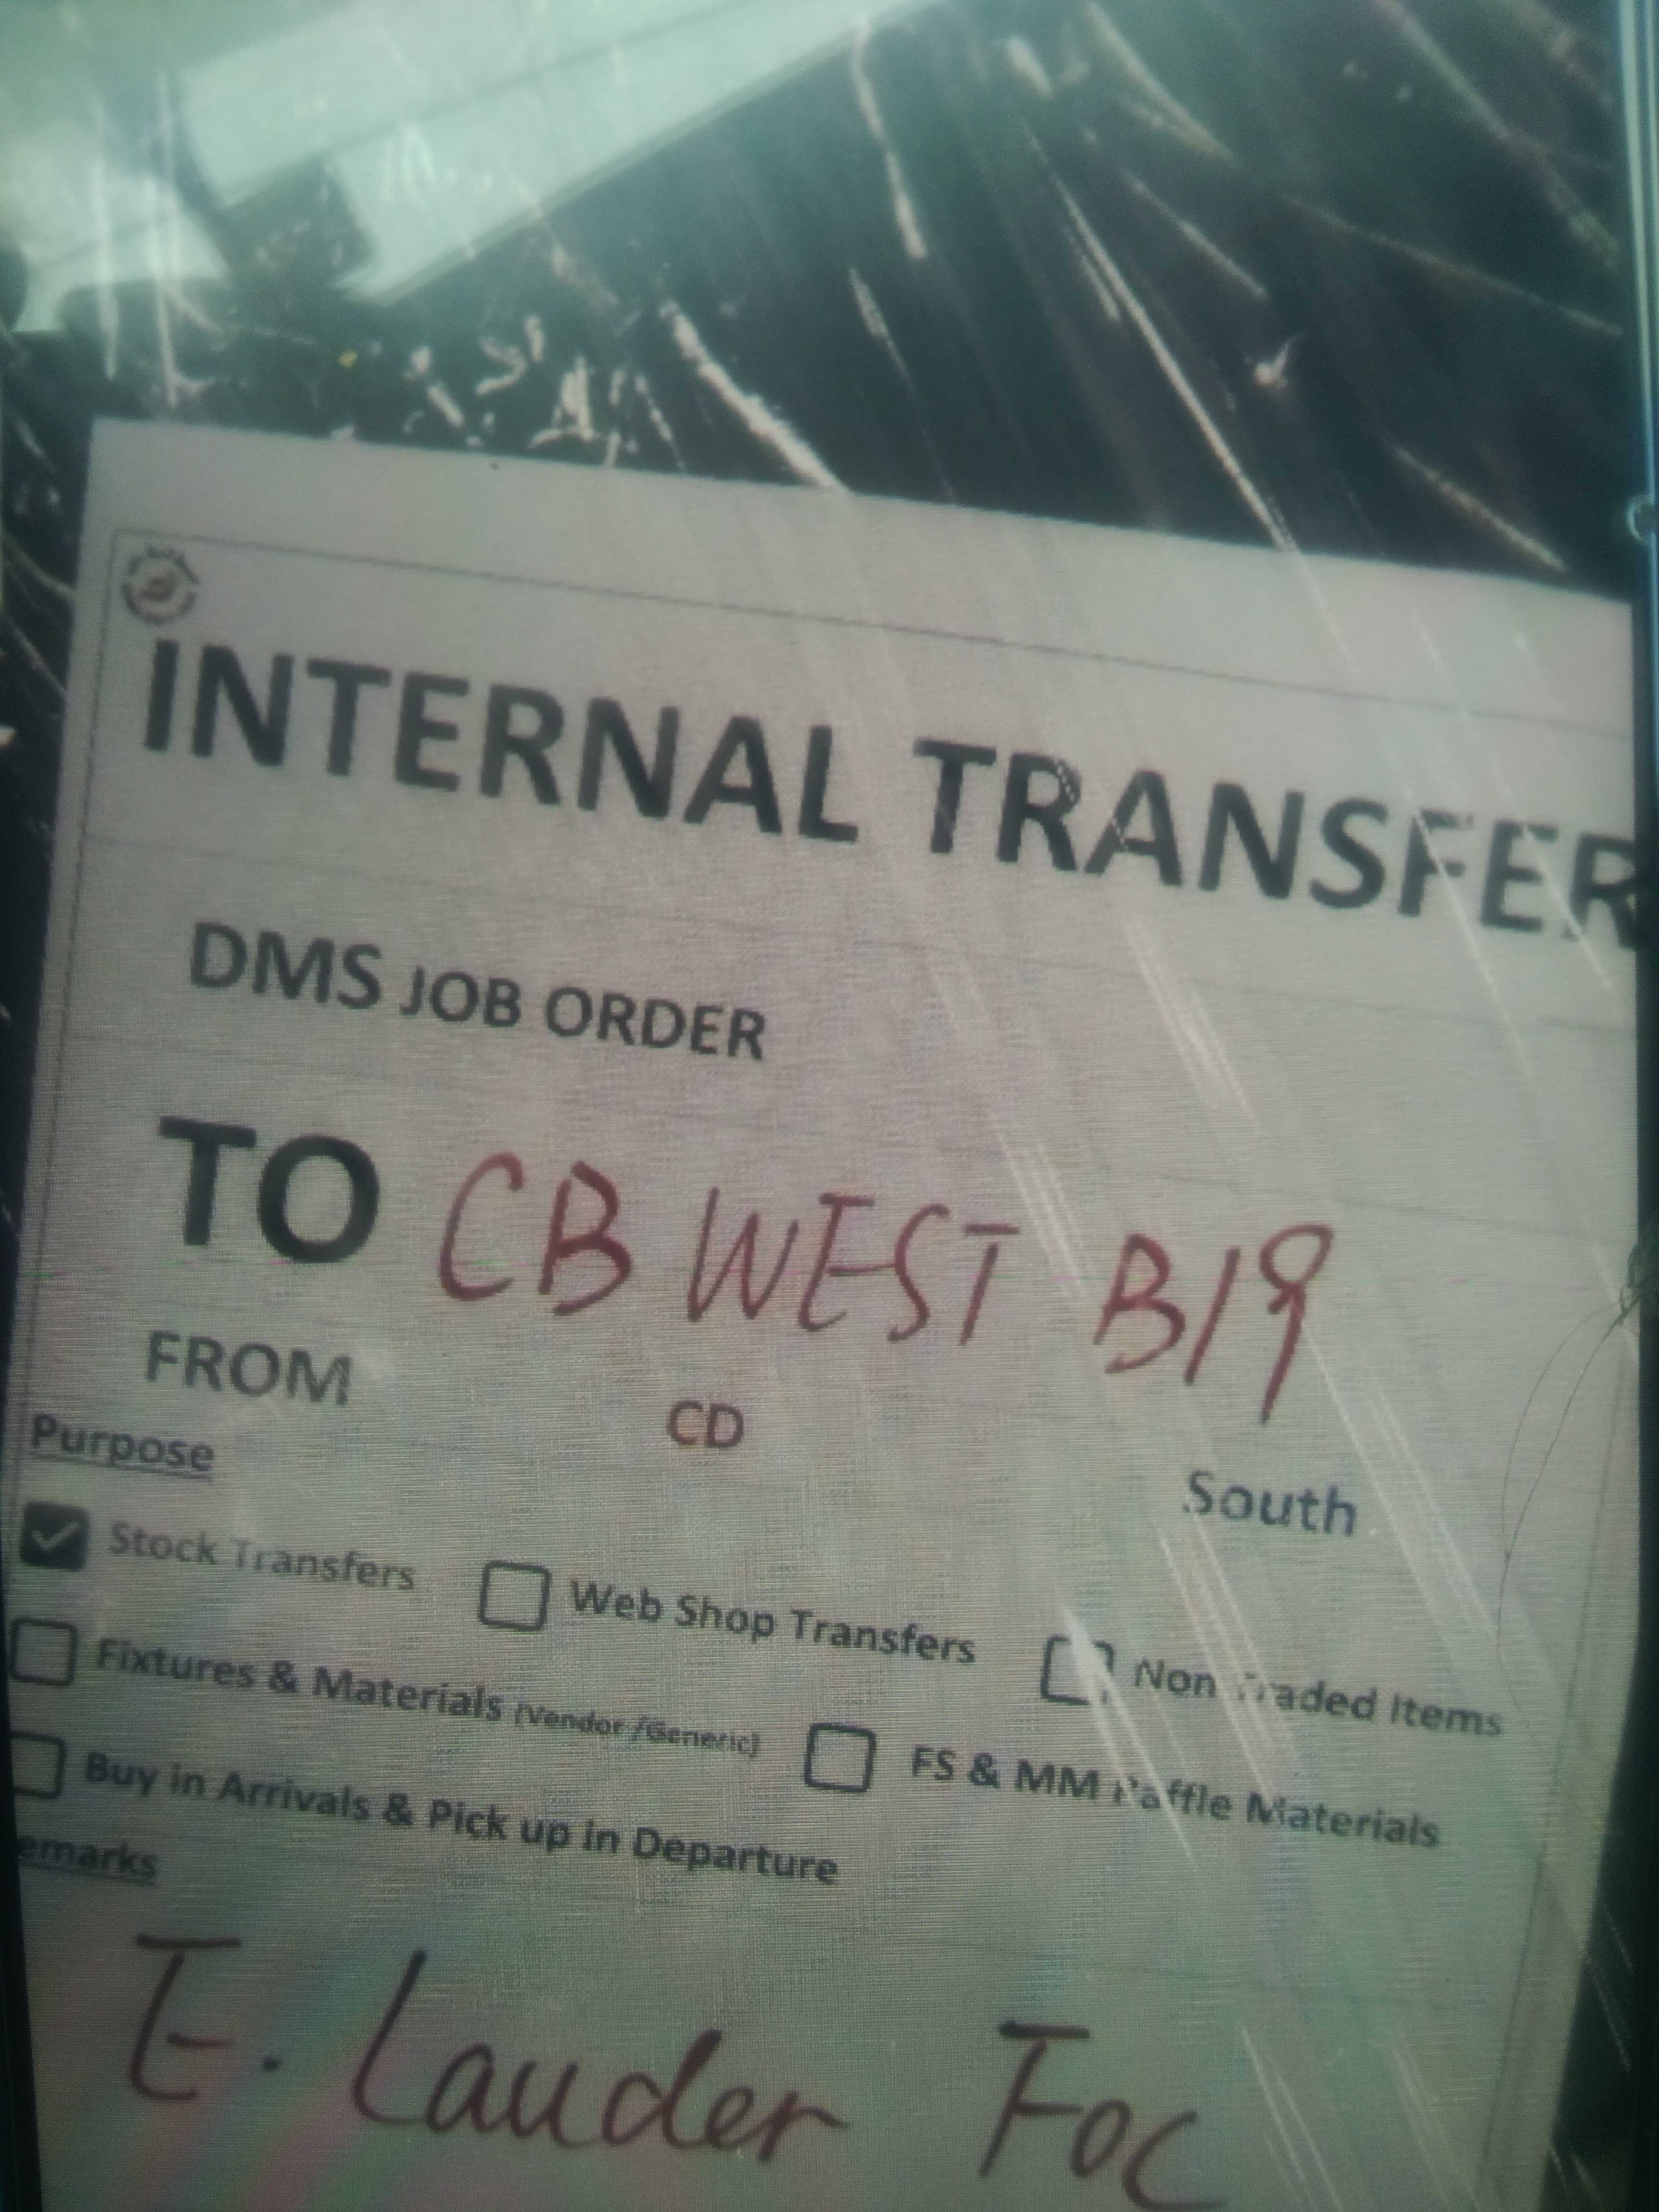 INTERNAL TRANSFER
DMS JOB ORDER
TO CB WEST B19
FROM CD South
Purpose
Stock Transfers Web Shop Transfers Non Traded Items
Fixtures & Materials (Vendor /Generic) FS & MM Raffle Materials
Buy in Arrivals & Pick up in Departure
emarks
E. Lauder Foc